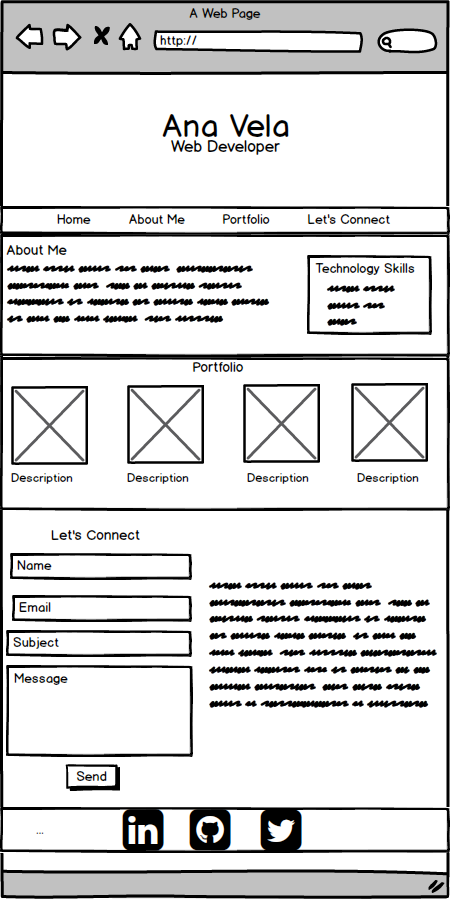 A Web Page
http://
Ana Vela
Web Developer
Home About Me Portfolio Let's Connect
About Me
Technology Skills
Portfolio
Description Description Description Description
Let's Connect
Name
Email
Subject
Message
Send
...
in